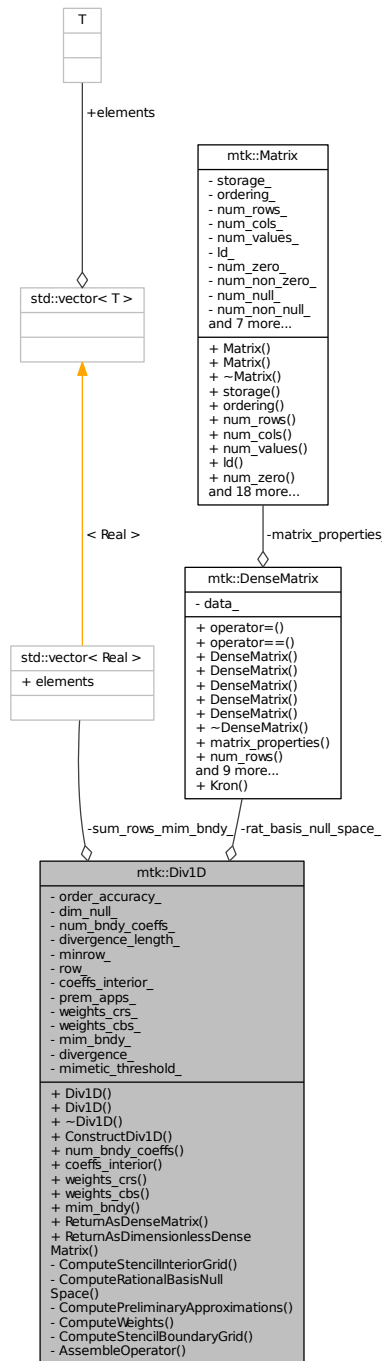 T
+elements
mtk::Matrix
- storage_
- ordering_
- num_rows_
- num_cols_
- num_values_
- ld_
- num_zero_
- num_non_zero_
- num_null_
- num_non_null_
and 7 more...
+ Matrix()
+ Matrix()
+ ~Matrix()
+ storage()
+ ordering()
+ num_rows()
+ num_cols()
+ num_values()
+ ld()
+ num_zero()
and 18 more...
std::vector< T >
< Real >
-matrix_properties_
mtk::DenseMatrix
- data_
+ operator=()
+ operator==()
+ DenseMatrix()
+ DenseMatrix()
+ DenseMatrix()
+ DenseMatrix()
+ DenseMatrix()
+ ~DenseMatrix()
+ matrix_properties()
+ num_rows()
and 9 more...
+ Kron()
std::vector< Real >
+ elements
-sum_rows_mim_bndy_
-rat_basis_null_space_
mtk::Div1D
- order_accuracy_
- dim_null_
- num_bndy_coeffs_
- divergence_length_
- minrow_
- row_
- coeffs_interior_
- prem_apps_
- weights_crs_
- weights_cbs_
- mim_bndy_
- divergence_
- mimetic_threshold_
+ Div1D()
+ Div1D()
+ ~Div1D()
+ ConstructDiv1D()
+ num_bndy_coeffs()
+ coeffs_interior()
+ weights_crs()
+ weights_cbs()
+ mim_bndy()
+ ReturnAsDenseMatrix()
+ ReturnAsDimensionlessDense
Matrix()
- ComputeStencilInteriorGrid()
- ComputeRationalBasisNull
Space()
- ComputePreliminaryApproximations()
- ComputeWeights()
- ComputeStencilBoundaryGrid()
- AssembleOperator()